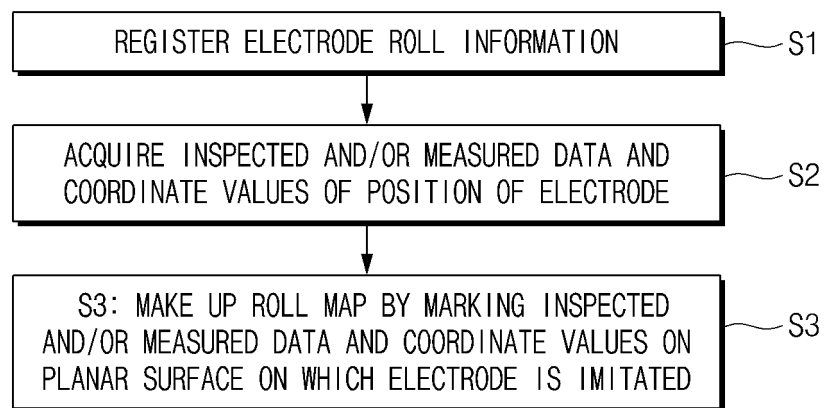 REGISTER ELECTRODE ROLL INFORMATION
S1
ACQUIRE INSPECTED AND/OR MEASURED DATA AND
COORDINATE VALUES OF POSITION OF ELECTRODE
S2
S3: MAKE UP ROLL MAP BY MARKING INSPECTED
AND/OR MEASURED DATA AND COORDINATE VALUES ON
PLANAR SURFACE ON WHICH ELECTRODE IS IMITATED
S3